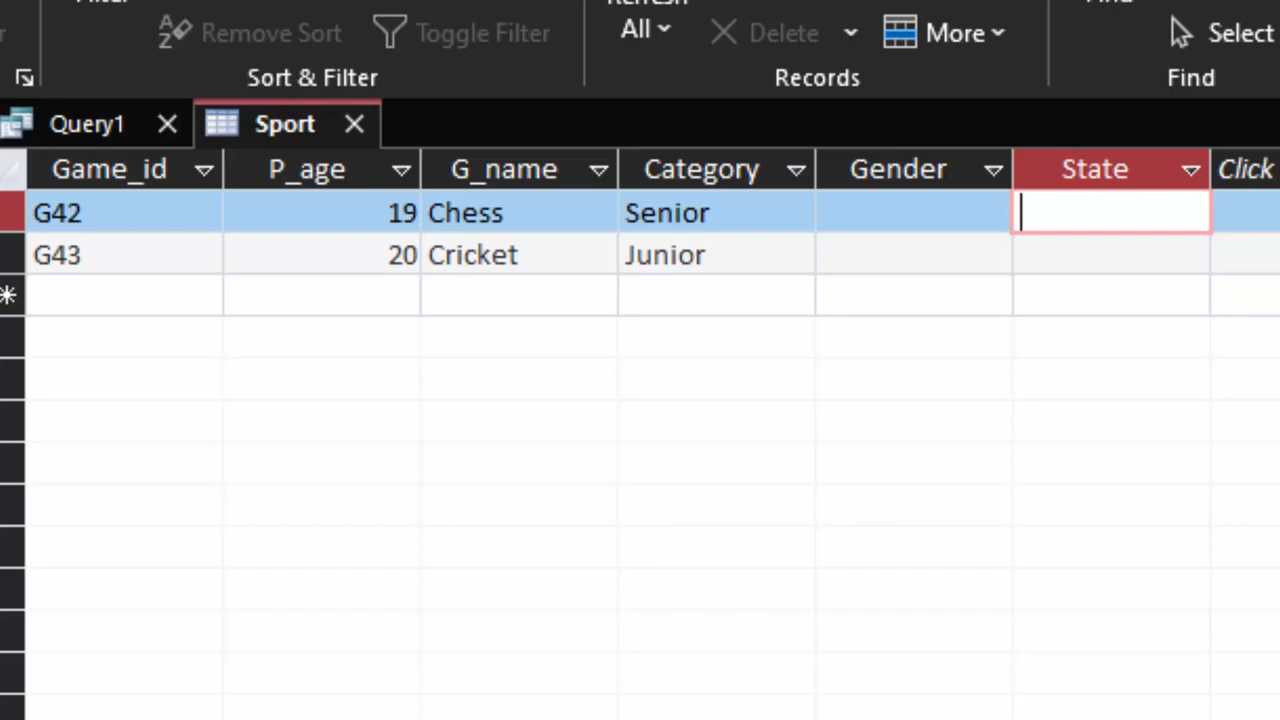 Remove Sort Toggle Filter All Delete More Select
Sort & Filter Records Find
Query1 Sport
Game_id P_age G_name Category Gender State Click
G42 19 Chess Senior
G43 20 Cricket Junior